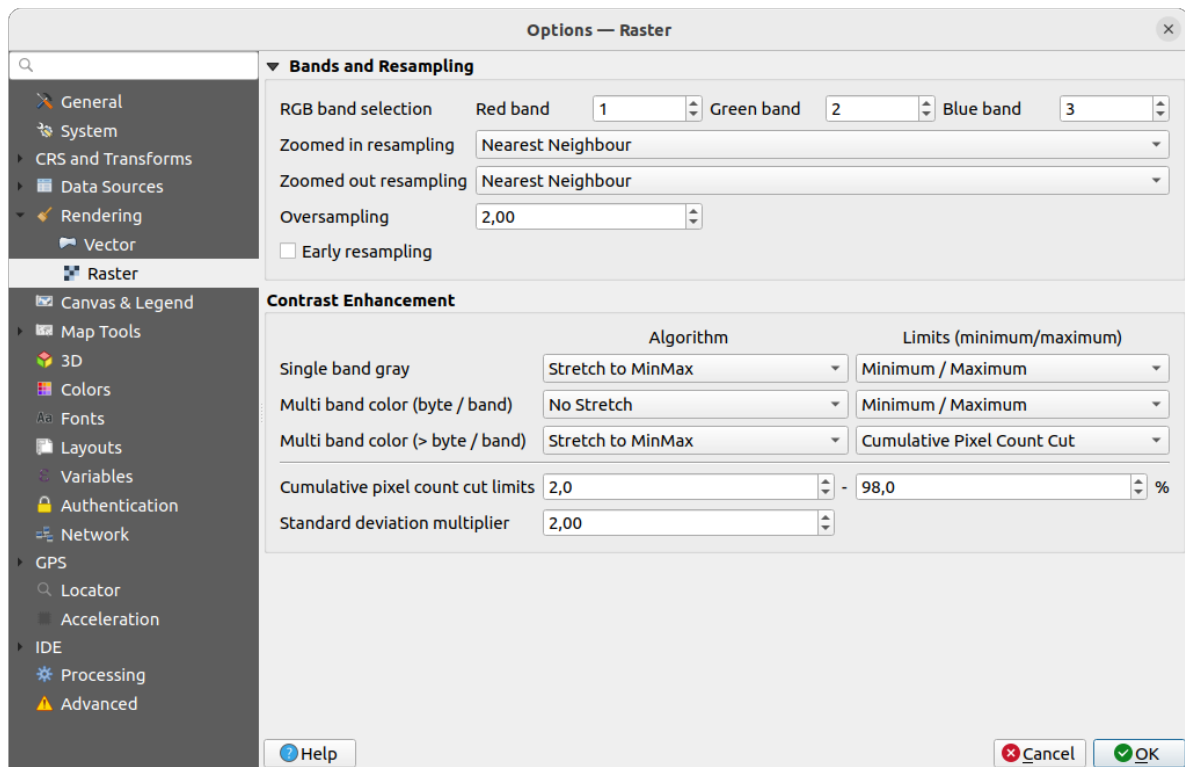 Options — Raster
General
System
CRS and Transforms
Data Sources
Rendering
Vector
Raster
Canvas & Legend
Map Tools
3D
Colors
Fonts
Layouts
Variables
Authentication
Network
GPS
Locator
Acceleration
IDE
Processing
Advanced
Bands and Resampling
RGB band selection Red band 1 Green band 2 Blue band 3
Zoomed in resampling Nearest Neighbour
Zoomed out resampling Nearest Neighbour
Oversampling 2,00
Early resampling
Contrast Enhancement
Algorithm Limits (minimum/maximum)
Single band gray Stretch to MinMax Minimum / Maximum
Multi band color (byte / band) No Stretch Minimum / Maximum
Multi band color (> byte / band) Stretch to MinMax Cumulative Pixel Count Cut
Cumulative pixel count cut limits 2,0 - 98,0 %
Standard deviation multiplier 2,00
Help Cancel OK